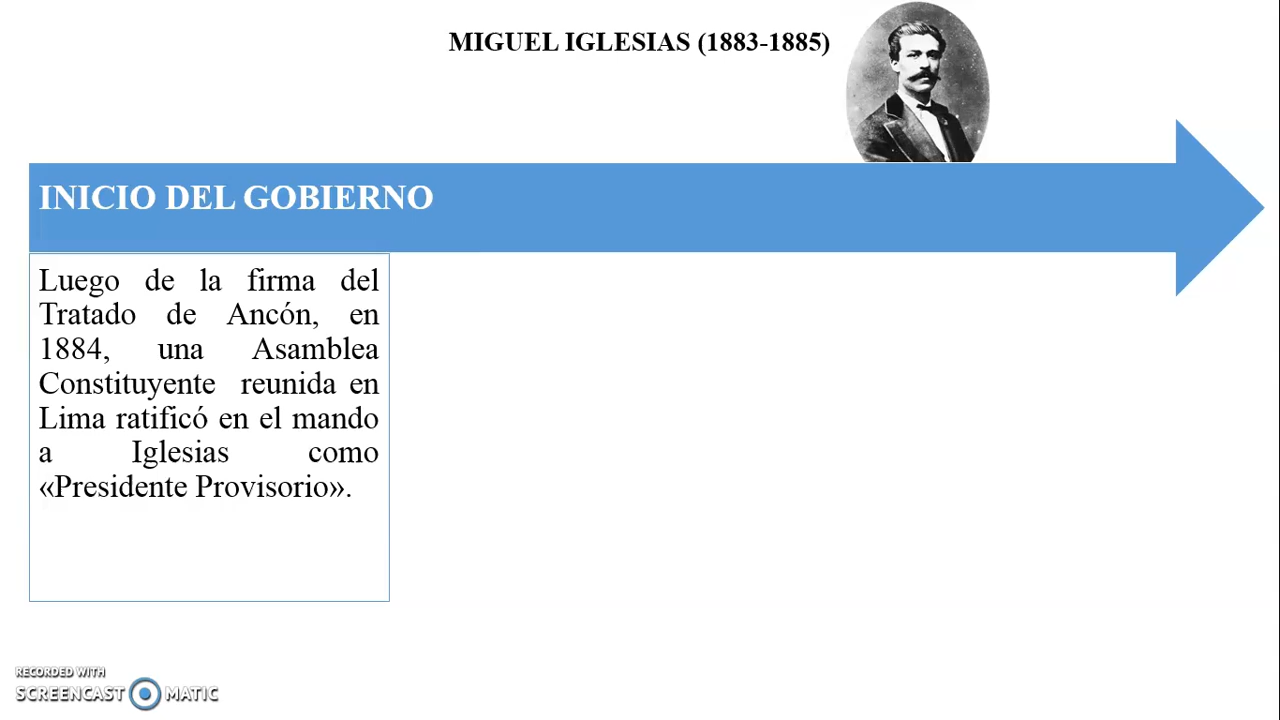 MIGUEL IGLESIAS (1883-1885)
INICIO DEL GOBIERNO
Luego de la firma del
Tratado de Ancón, en
1884, una Asamblea
Constituyente reunida en
Lima ratificó en el mando
a Iglesias como
«Presidente Provisorio».
RECORDED WITH
SCREENCAST MATIC